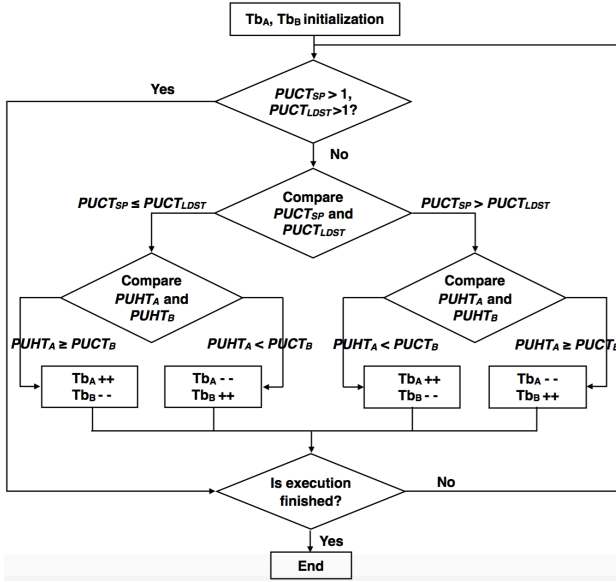 TbA, TbB initialization
Yes
PUCTSP > 1,
PUCTLDST >1?
No
PUCTSP ≤ PUCTLDST
Compare
PUCTSP and
PUCTLDST
PUCTSP > PUCTLDST
Compare
PUHTA and
PUHTB
Compare
PUHTA and
PUHTB
PUHTA ≥ PUCTB
PUHTA < PUCTB
PUHTA < PUCTB
PUHTA ≥ PUCTB
TbA ++
TbB - -
TbA - -
TbB ++
TbA ++
TbB - -
TbA - -
TbB ++
Is execution
finished?
No
Yes
End